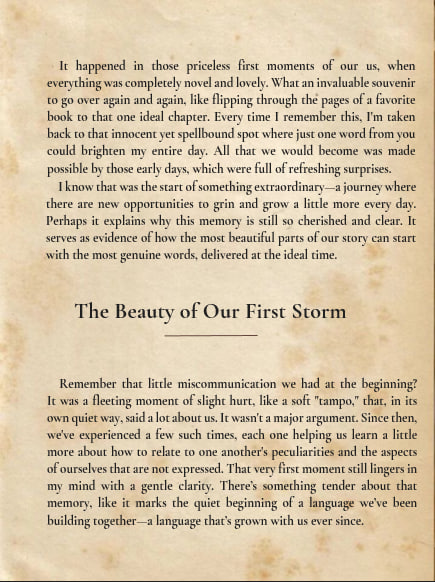 It happened in those priceless first moments of our us, when
everything was completely novel and lovely. What an invaluable souvenir
to go over again and again, like flipping through the pages of a favorite
book to that one ideal chapter. Every time I remember this, I'm taken
back to that innocent yet spellbound spot where just one word from you
could brighten my entire day. All that we would become was made
possible by those early days, which were full of refreshing surprises.
I know that was the start of something extraordinary—a journey where
there are new opportunities to grin and grow a little more every day.
Perhaps it explains why this memory is still so cherished and clear. It
serves as evidence of how the most beautiful parts of our story can start
with the most genuine words, delivered at the ideal time.
The Beauty of Our First Storm
Remember that little miscommunication we had at the beginning?
It was a fleeting moment of slight hurt, like a soft "tampo," that, in its
own quiet way, said a lot about us. It wasn't a major argument. Since then,
we've experienced a few such times, each one helping us learn a little
more about how to relate to one another's peculiarities and the aspects
of ourselves that are not expressed. That very first moment still lingers in
my mind with a gentle clarity. There's something tender about that
memory, like it marks the quiet beginning of a language we've been
building together—a language that's grown with us ever since.